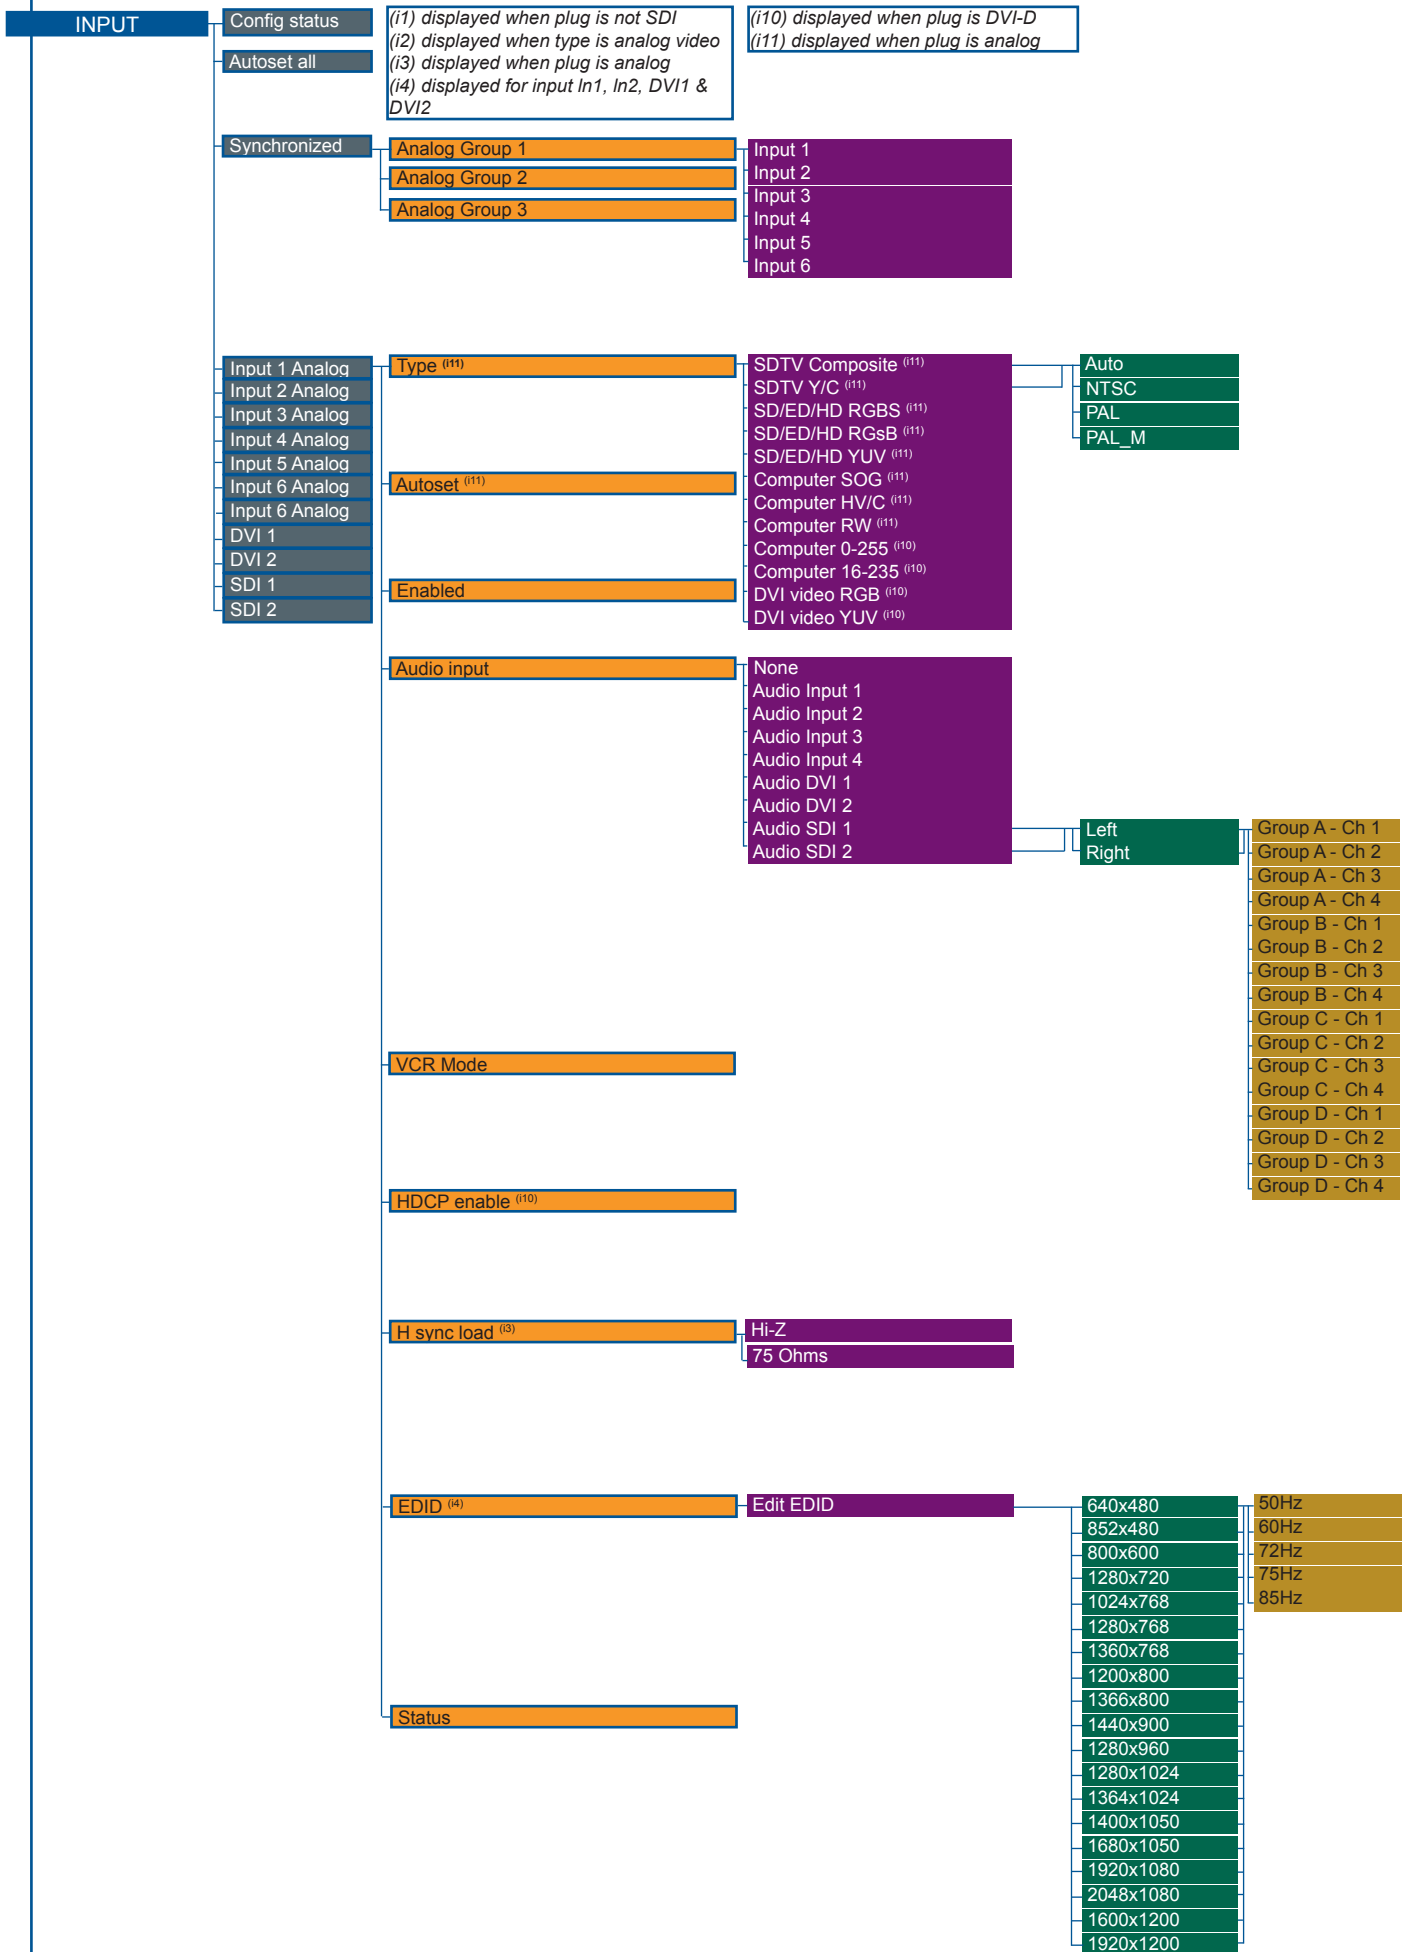 INPUT
Config status
Autoset all
(i1) displayed when plug is not SDI
(i2) displayed when type is analog video
(i3) displayed when plug is analog
(i4) displayed for input In1, In2, DVI1 &
DVI2
(i10) displayed when plug is DVI-D
(i11) displayed when plug is analog
Synchronized
Analog Group 1
Analog Group 2
Analog Group 3
Input 1
Input 2
Input 3
Input 4
Input 5
Input 6
Input 1 Analog
Input 2 Analog
Input 3 Analog
Input 4 Analog
Input 5 Analog
Input 6 Analog
Input 6 Analog
DVI 1
DVI 2
SDI 1
SDI 2
Type (i11)
SDTV Composite (i11)
SDTV Y/C (i11)
SD/ED/HD RGBS (i11)
SD/ED/HD RGsB (i11)
SD/ED/HD YUV (i11)
Computer SOG (i11)
Computer HV/C (i11)
Computer RW (i11)
Computer 0-255 (i10)
Computer 16-235 (i10)
DVI video RGB (i10)
DVI video YUV (i10)
Auto
NTSC
PAL
PAL_M
Autoset (i11)
Enabled
Audio input
None
Audio Input 1
Audio Input 2
Audio Input 3
Audio Input 4
Audio DVI 1
Audio DVI 2
Audio SDI 1
Audio SDI 2
Left
Right
Group A - Ch 1
Group A - Ch 2
Group A - Ch 3
Group A - Ch 4
Group B - Ch 1
Group B - Ch 2
Group B - Ch 3
Group B - Ch 4
Group C - Ch 1
Group C - Ch 2
Group C - Ch 3
Group C - Ch 4
Group D - Ch 1
Group D - Ch 2
Group D - Ch 3
Group D - Ch 4
VCR Mode
HDCP enable (i10)
H sync load (i3)
Hi-Z
75 Ohms
EDID (i4)
Edit EDID
640x480
852x480
800x600
1280x720
1024x768
1280x768
1360x768
1200x800
1366x800
1440x900
1280x960
1280x1024
1364x1024
1400x1050
1680x1050
1920x1080
2048x1080
1600x1200
1920x1200
50Hz
60Hz
72Hz
75Hz
85Hz
Status